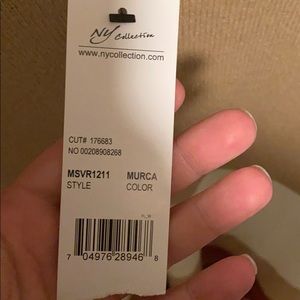 NY Collection
www.nycollection.com
CUT# 176683
NO 00208908268
MSVR1211 MURCA
STYLE COLOR
7 04976 28946 8